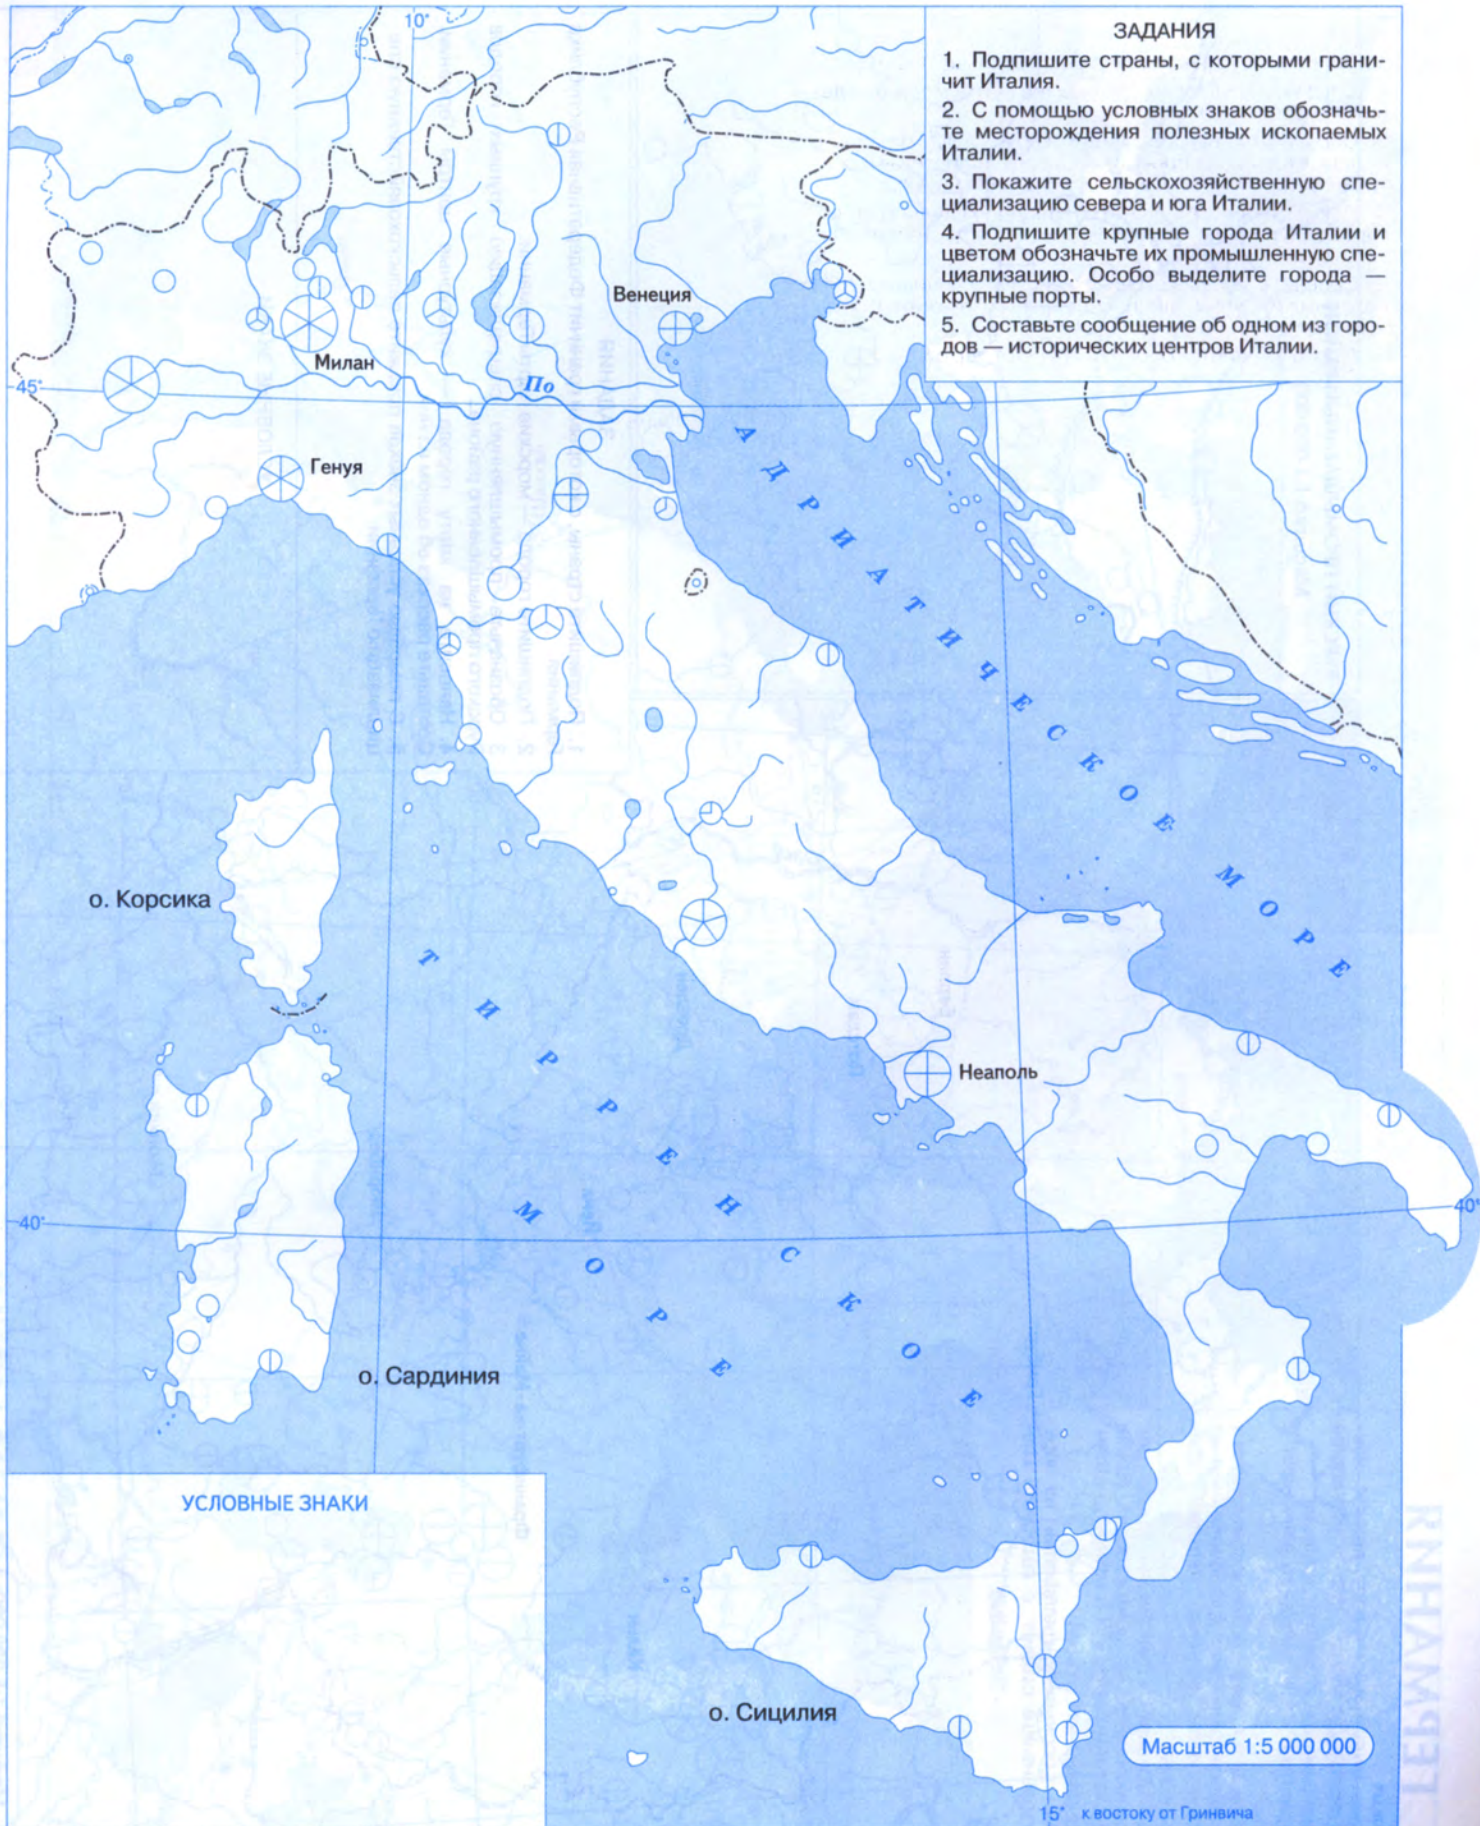 10°
ЗАДАНИЯ
1. Подпишите страны, с которыми грани-
чит Италия.
2. С помощью условных знаков обозначь-
те месторождения полезных ископаемых
Италии.
3. Покажите сельскохозяйственную спе-
циализацию севера и юга Италии.
4. Подпишите крупные города Италии и
цветом обозначьте их промышленную спе-
циализацию. Особо выделите города —
крупные порты.
5. Составьте сообщение об одном из горо-
дов — исторических центров Италии.
Венеция
Милан
45°
По
Генуя
АДРИАТИЧЕСКОЕ МОРЕ
о. Корсика
ТИРРЕНСКОЕ
МОРЕ
Неаполь
40°
40°
о. Сардиния
УСЛОВНЫЕ ЗНАКИ
о. Сицилия
Масштаб 1:5 000 000
15° к востоку от Гринвича
ГЕРМАНИЯ